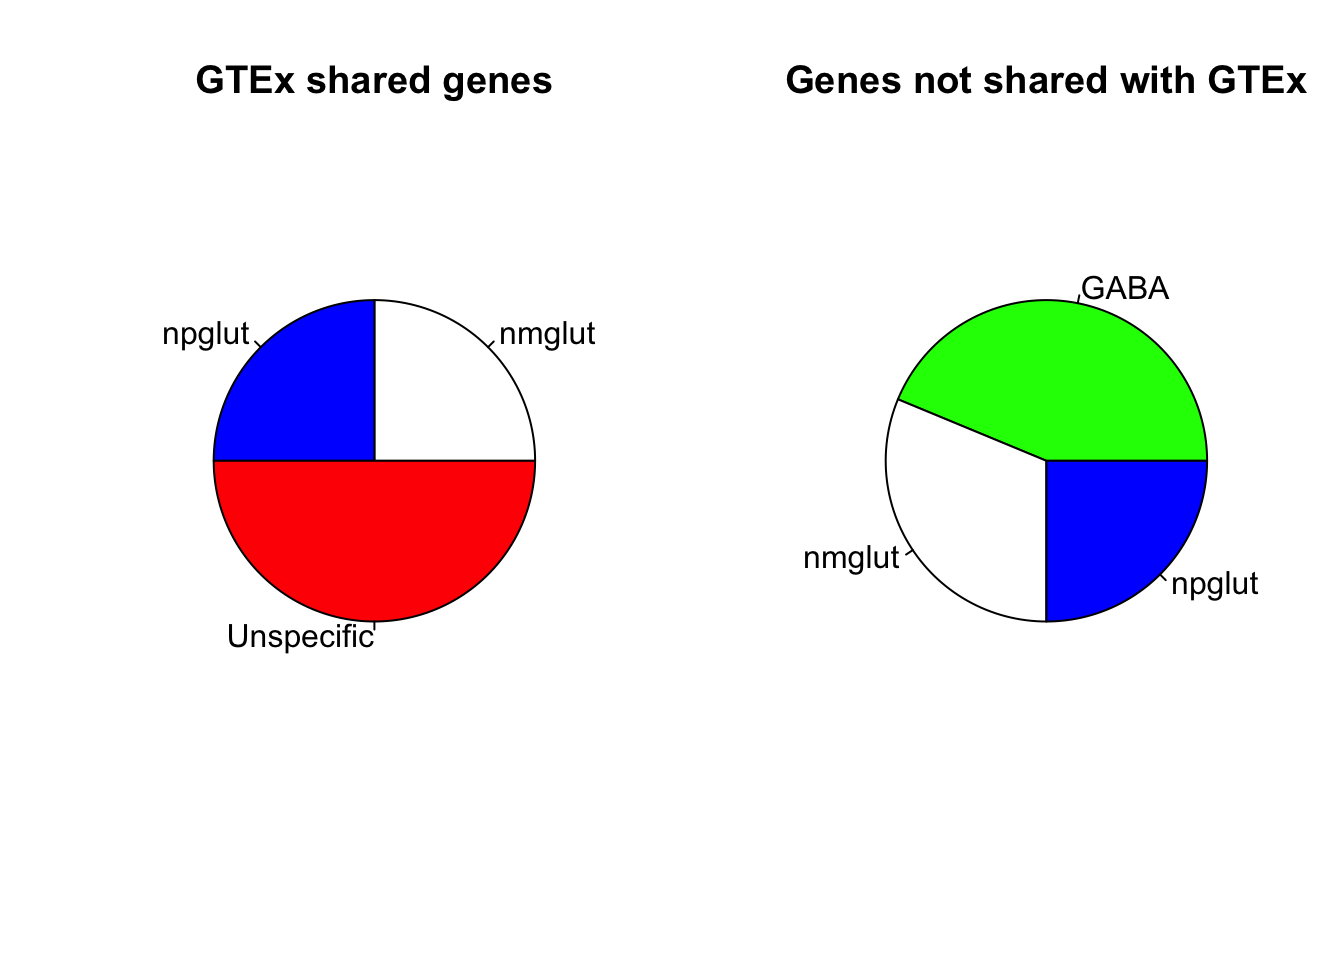 GTEx shared genes
npglut
nmglut
Unspecific
Genes not shared with GTEx
GABA
nmglut
npglut